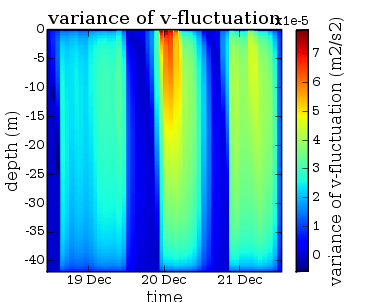 variance of v-fluctuation
x1e-5
0
-5
-10
-15
-20
-25
-30
-35
-40
depth (m)
19 Dec
20 Dec
21 Dec
time
7
6
5
4
3
2
1
0
variance of v-fluctuation (m2/s2)